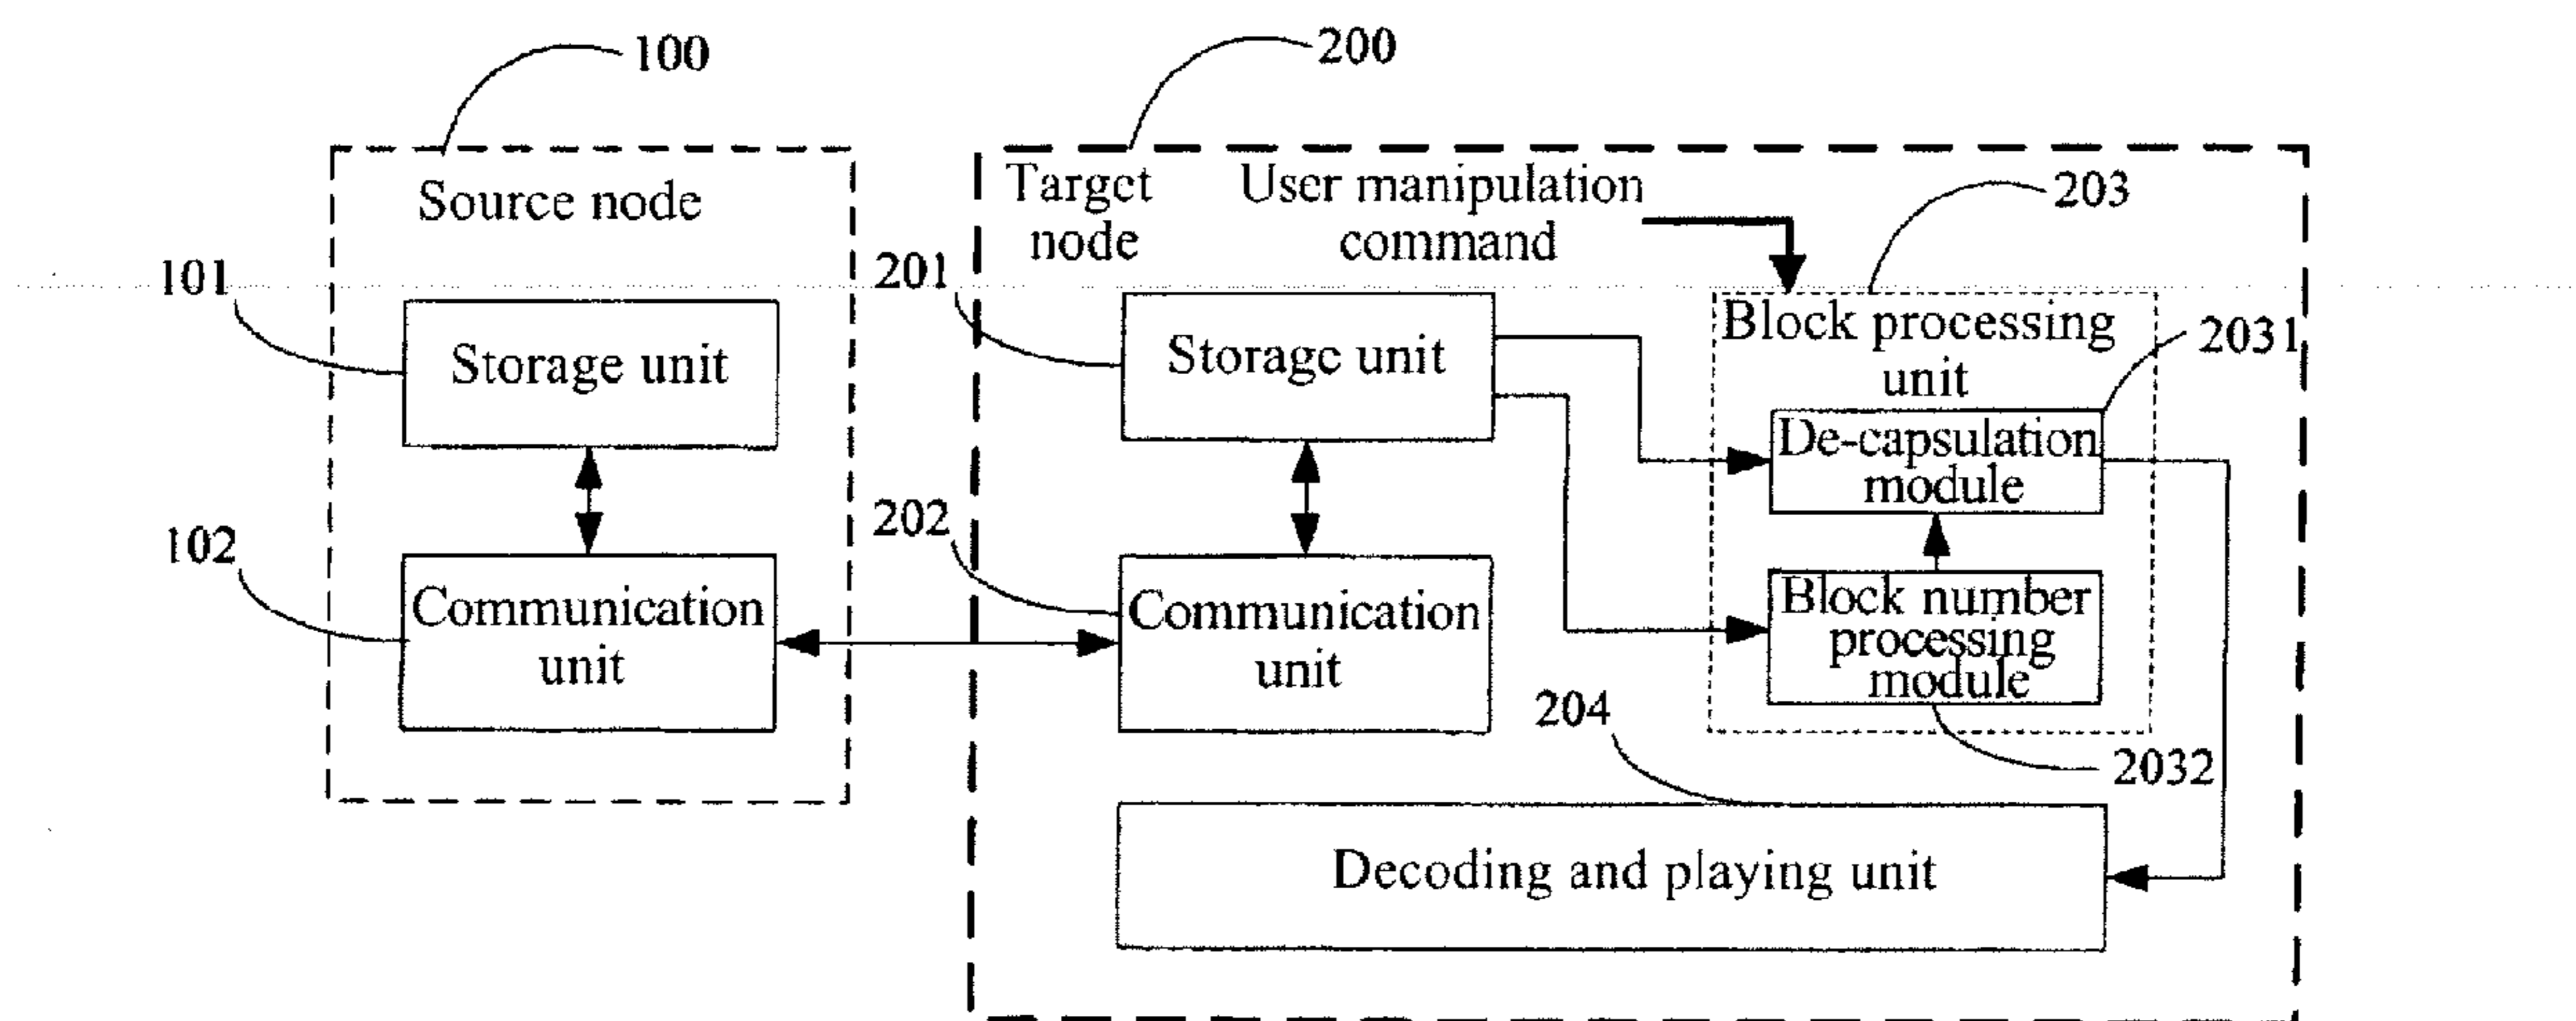 100
200
Source node
Target
node
User manipulation
command
203
101
201
Storage unit
Storage unit
Block processing
unit
2031
De-capsulation
module
102
202
Communication
unit
Communication
unit
Block number
processing
module
204
2032
Decoding and playing unit